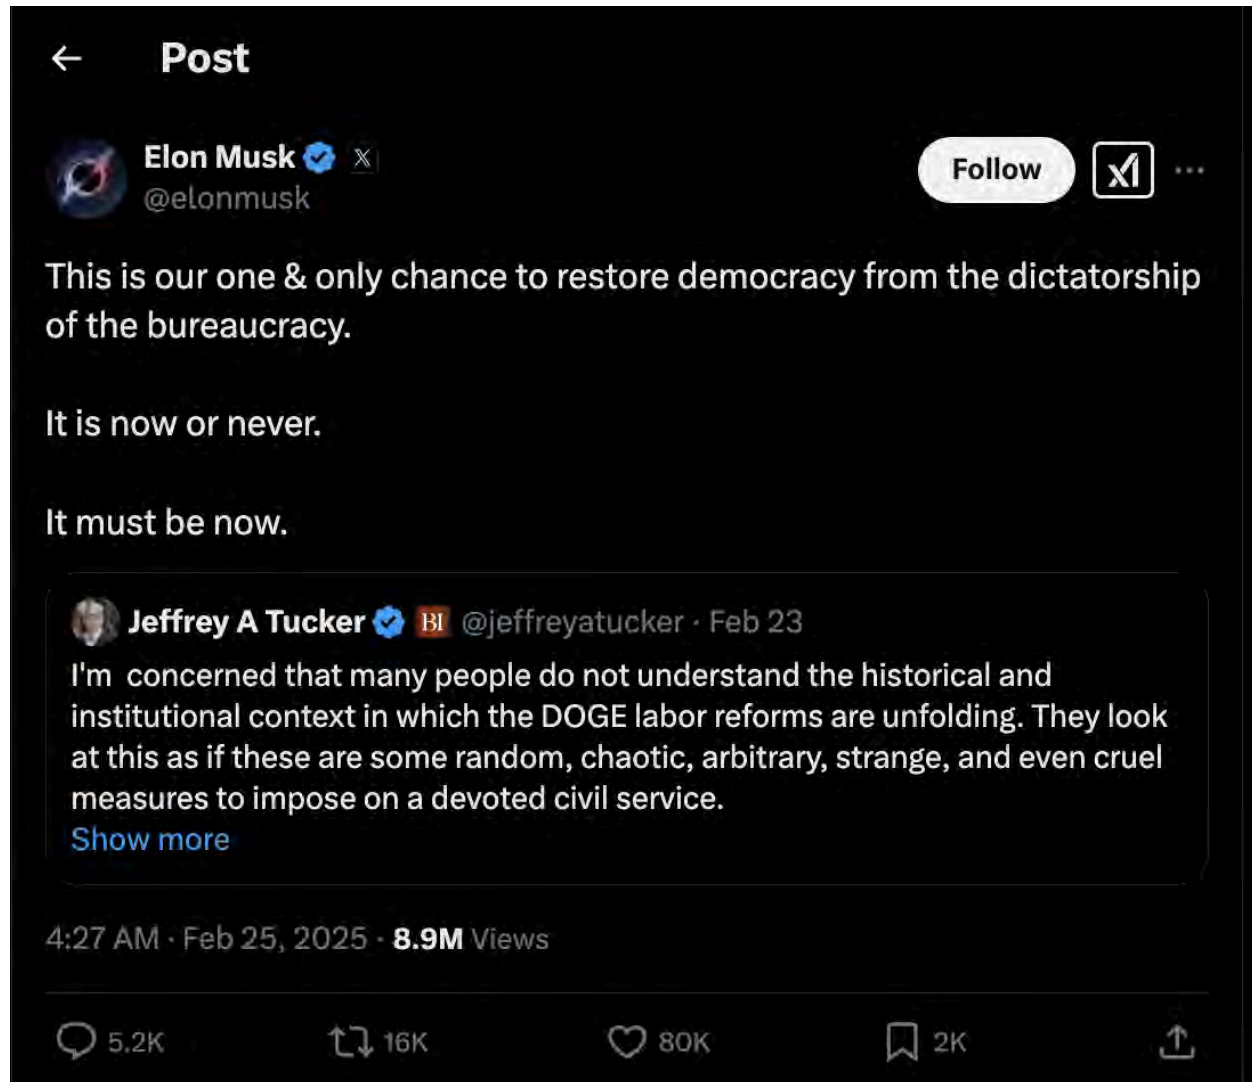 Post
Elon Musk
@elonmusk
Follow
This is our one & only chance to restore democracy from the dictatorship
of the bureaucracy.
It is now or never.
It must be now.
Jeffrey A Tucker BI @jeffreyatucker · Feb 23
I'm  concerned that many people do not understand the historical and
institutional context in which the DOGE labor reforms are unfolding. They look
at this as if these are some random, chaotic, arbitrary, strange, and even cruel
measures to impose on a devoted civil service.
Show more
4:27 AM · Feb 25, 2025 · 8.9M Views
5.2K 16K 80K 2K